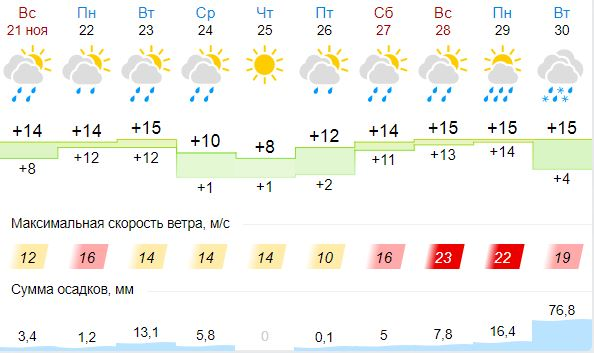 Вс Пн Вт Ср Чт Пт Сб Вс Пн Вт
21 ноя 22 23 24 25 26 27 28 29 30
+14 +14 +15 +10 +8 +12 +14 +15 +15 +15
+8 +12 +12 +1 +1 +2 +11 +13 +14 +4
Максимальная скорость ветра, м/с
12 16 14 14 14 10 16 23 22 19
Сумма осадков, мм
3,4 1,2 13,1 5,8 0 0,1 5 7,8 16,4 76,8